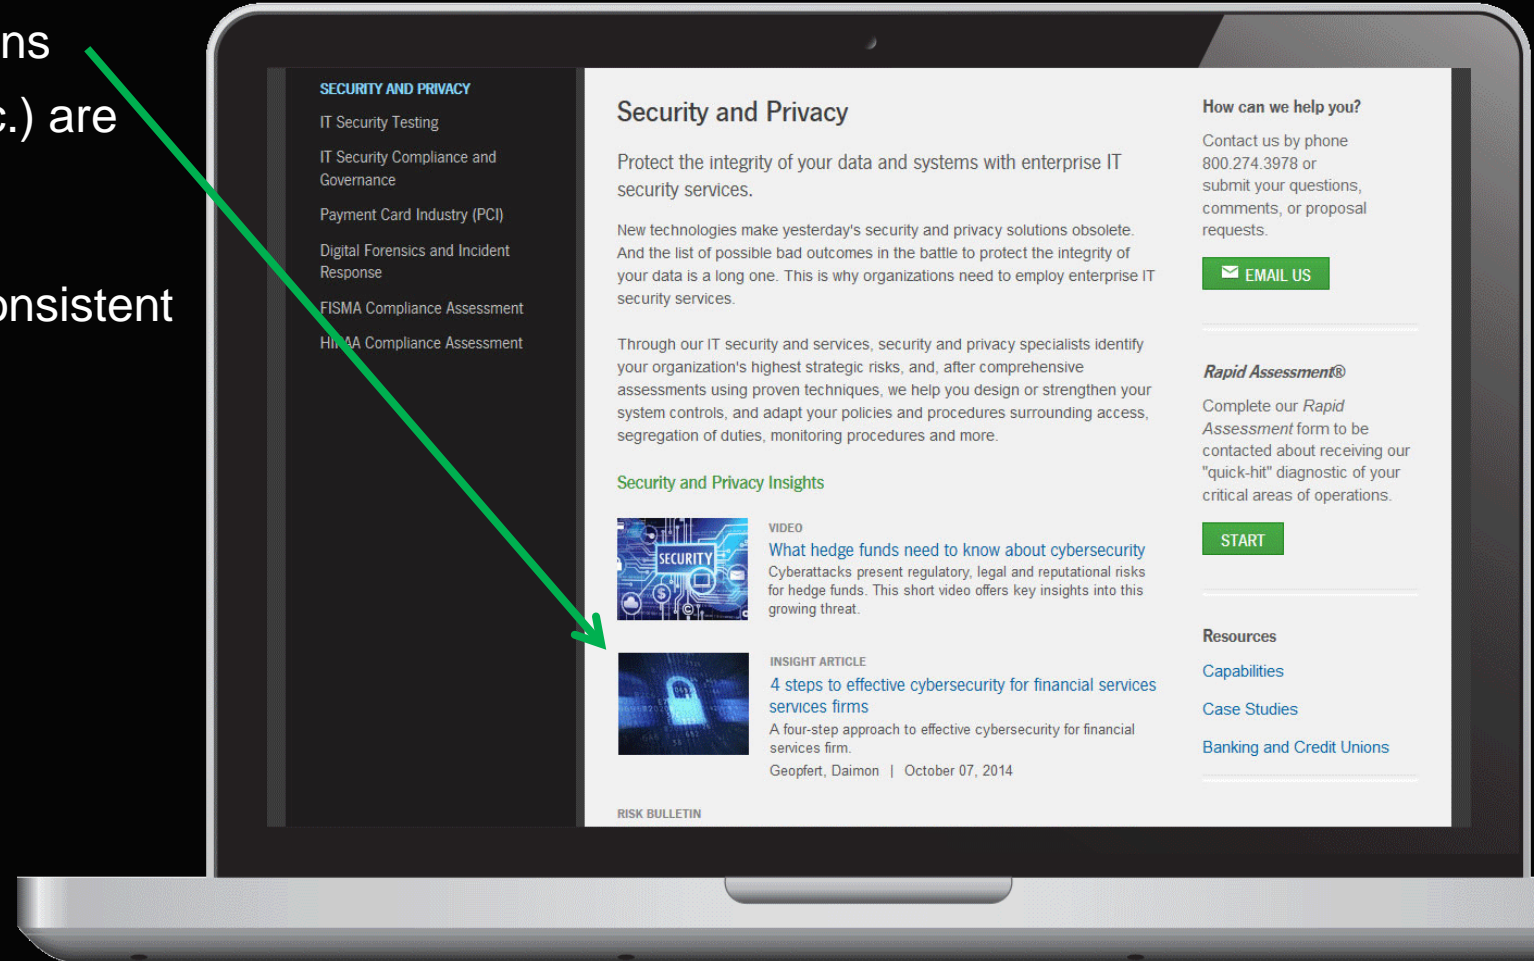 ns
c.) are
onsistent
SECURITY AND PRIVACY
IT Security Testing
IT Security Compliance and
Governance
Payment Card Industry (PCI)
Digital Forensics and Incident
Response
FISMA Compliance Assessment
HIPAA Compliance Assessment
Security and Privacy
Protect the integrity of your data and systems with enterprise IT
security services.
New technologies make yesterday's security and privacy solutions obsolete.
And the list of possible bad outcomes in the battle to protect the integrity of
your data is a long one. This is why organizations need to employ enterprise IT
security services.
Through our IT security and services, security and privacy specialists identify
your organization's highest strategic risks, and, after comprehensive
assessments using proven techniques, we help you design or strengthen your
system controls, and adapt your policies and procedures surrounding access,
segregation of duties, monitoring procedures and more.
Security and Privacy Insights
SECURITY
VIDEO
What hedge funds need to know about cybersecurity
Cyberattacks present regulatory, legal and reputational risks
for hedge funds. This short video offers key insights into this
growing threat.
INSIGHT ARTICLE
4 steps to effective cybersecurity for financial services
services firms
A four-step approach to effective cybersecurity for financial
services firm.
Geopfert, Daimon | October 07, 2014
RISK BULLETIN
How can we help you?
Contact us by phone
800.274.3978 or
submit your questions,
comments, or proposal
requests.
EMAIL US
Rapid Assessment®
Complete our Rapid
Assessment form to be
contacted about receiving our
"quick-hit" diagnostic of your
critical areas of operations.
START
Resources
Capabilities
Case Studies
Banking and Credit Unions